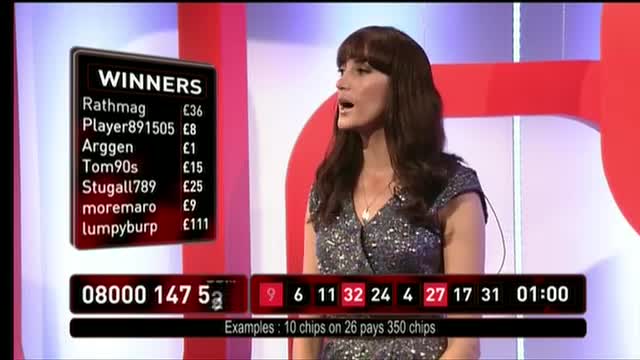 WINNERS
Rathmag £36
Player891505 £8
Arggen £1
Tom90s £15
Stugall789 £25
moremaro £9
lumpyburp £111
08000 147 5
9 6 11 32 24 4 27 17 31 01:00
Examples : 10 chips on 26 pays 350 chips